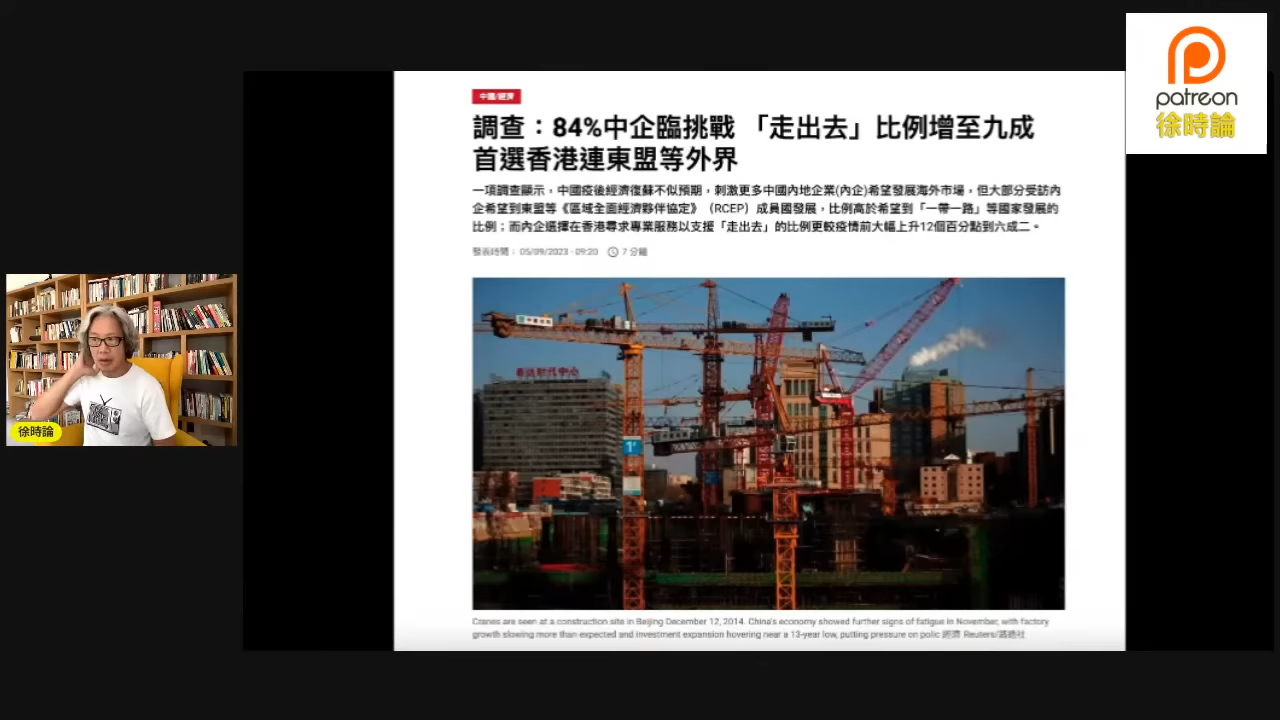 patreon
徐時論
中國/經濟
調查：84%中企臨挑戰 「走出去」比例增至九成
首選香港連東盟等外界
一項調查顯示，中國疫後經濟復蘇不似預期，刺激更多中國內地企業(內企)希望發展海外市場，但大部分受訪內
企希望到東盟等《區域全面經濟夥伴協定》（RCEP）成員國發展，比例高於希望到「一帶一路」等國家發展的
比例；而內企選擇在香港尋求專業服務以支援「走出去」的比例更較疫情前大幅上升12個百分點到六成二。
發表時間： 05/09/2023 - 09:20 7 分鐘
1#
徐時論
Cranes are seen at a construction site in Beijing December 12, 2014. China's economy showed further signs of fatigue in November, with factory
growth slowing more than expected and investment expansion hovering near a 13-year low, putting pressure on polic 經濟 Reuters/路透社